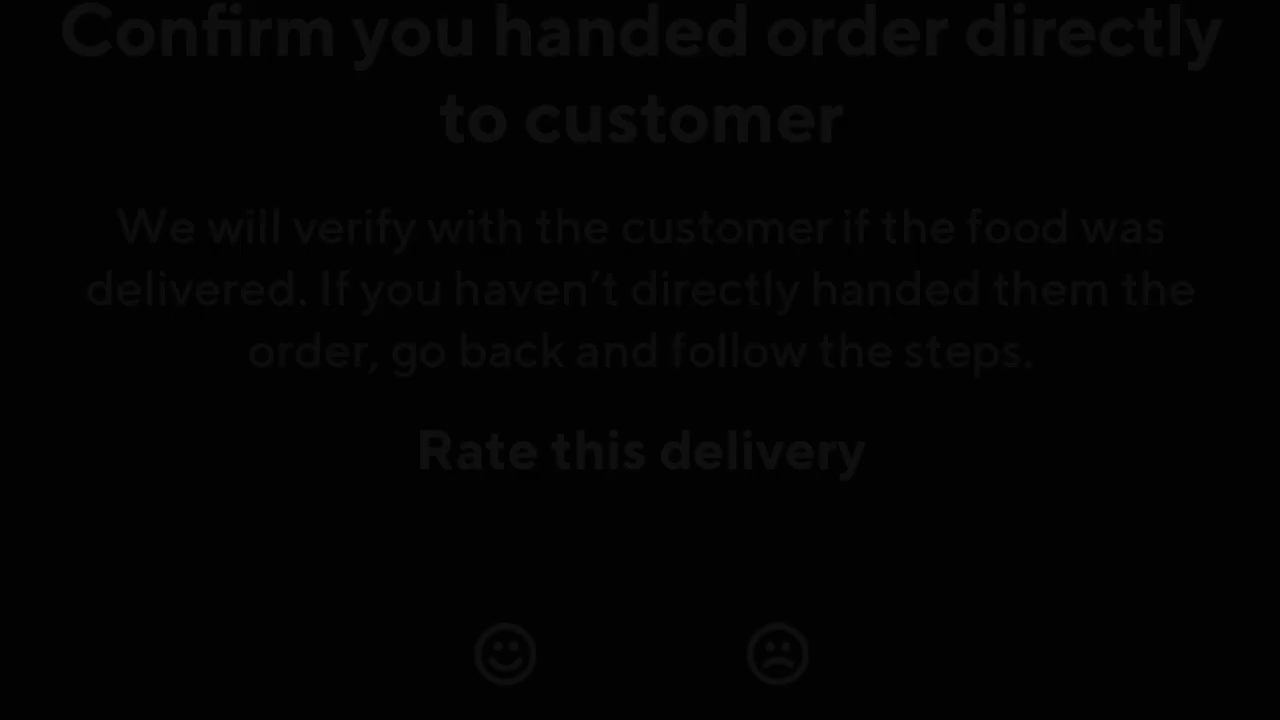 Confirm you handed order directly
to customer
We will verify with the customer if the food was
delivered. If you haven’t directly handed them the
order, go back and follow the steps.
Rate this delivery